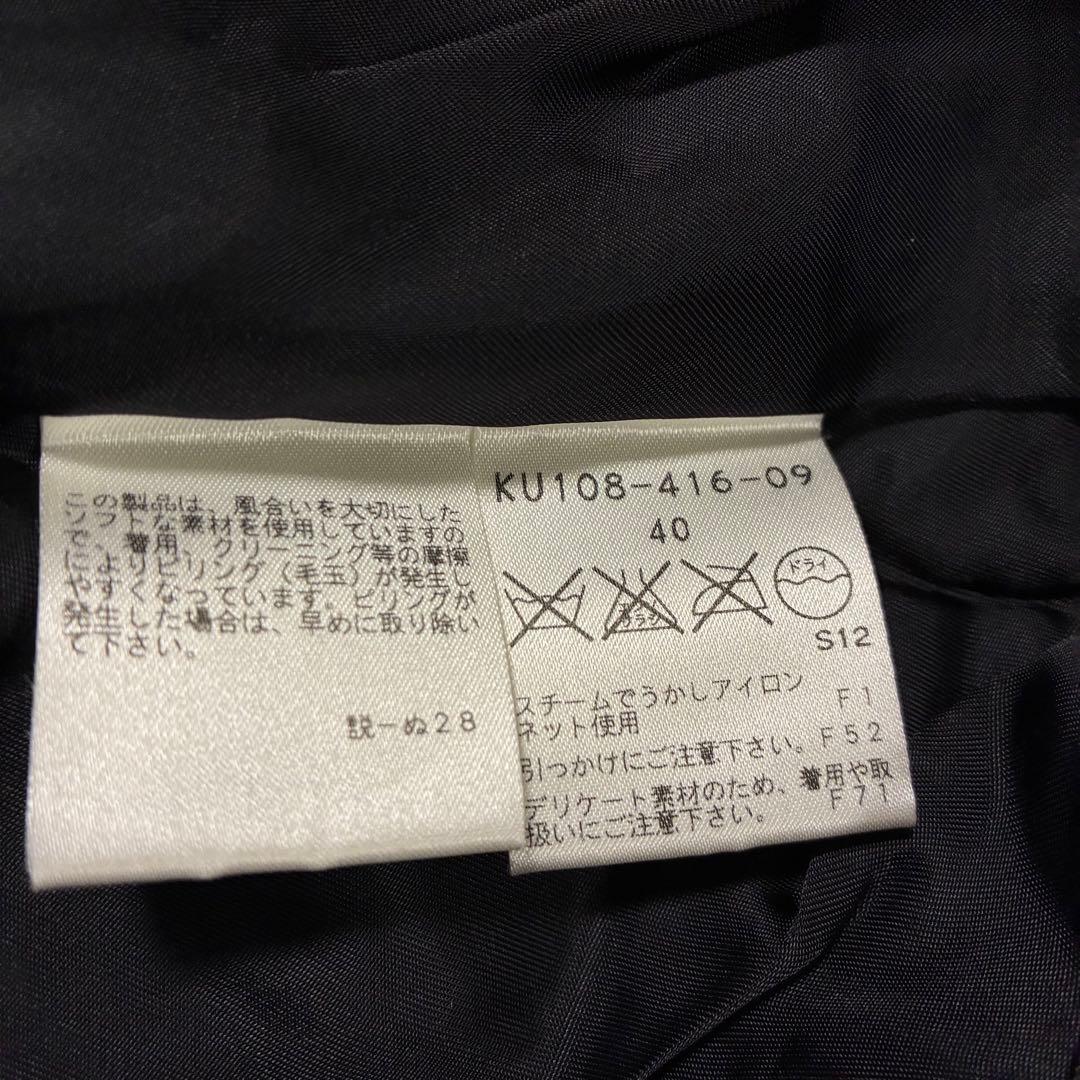 この製品は、風合いを大切にした
ソフトな素材を使用していますの
で、着用、クリーニング等の摩擦
によりピリング(毛玉)が発生し
やすくなっています。ピリングが
発生した場合は、早めに取り除い
て下さい。
説-ぬ28
KU108-416-09
40
ドライ
S12
スチームでうかしアイロン
ネット使用 F1
引つかけにご注意下さい。F52
デリケート素材のため、着用や取
扱いにご注意下さい。 F71